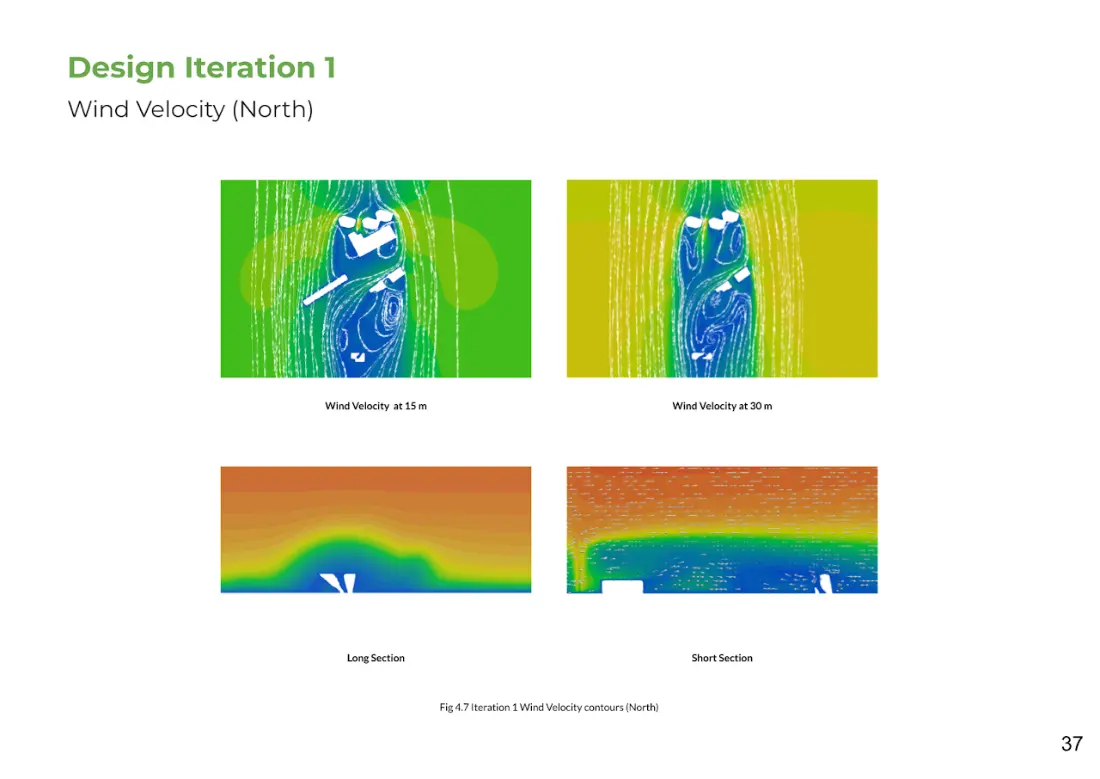 Design Iteration 1
Wind Velocity (North)
Wind Velocity at 15 m
Wind Velocity at 30 m
Long Section
Short Section
Fig 4.7 Iteration 1 Wind Velocity contours (North)
37